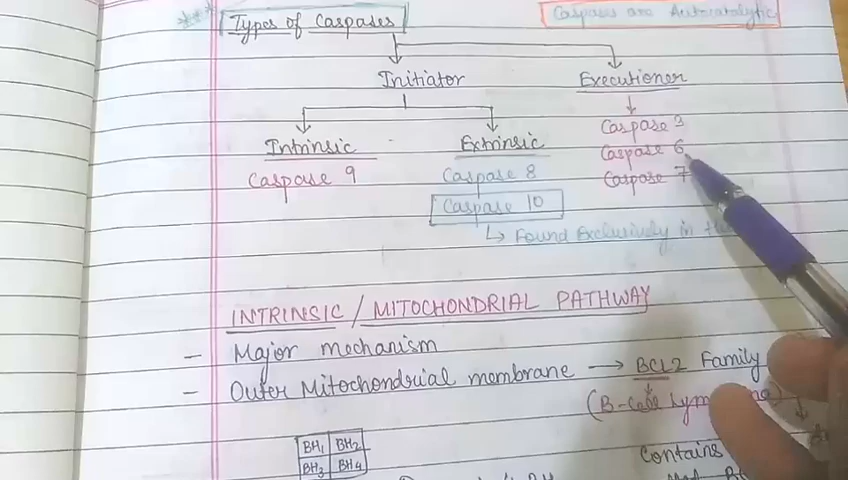 ***
Types of Caspases
Caspases are Autocatalytic
Initiator
Executioner
Intrinsic
Extrinsic
Caspase 3
Caspase 6
Caspase 7
Caspase 9
Caspase 8
Caspase 10
↳ Found Exclusively in
INTRINSIC / MITOCHONDRIAL PATHWAY
- Major mechanism
- Outer Mitochondrial membrane → BCL2 Family
(B-Cell
BH1 BH2
BH3 BH4
Contains